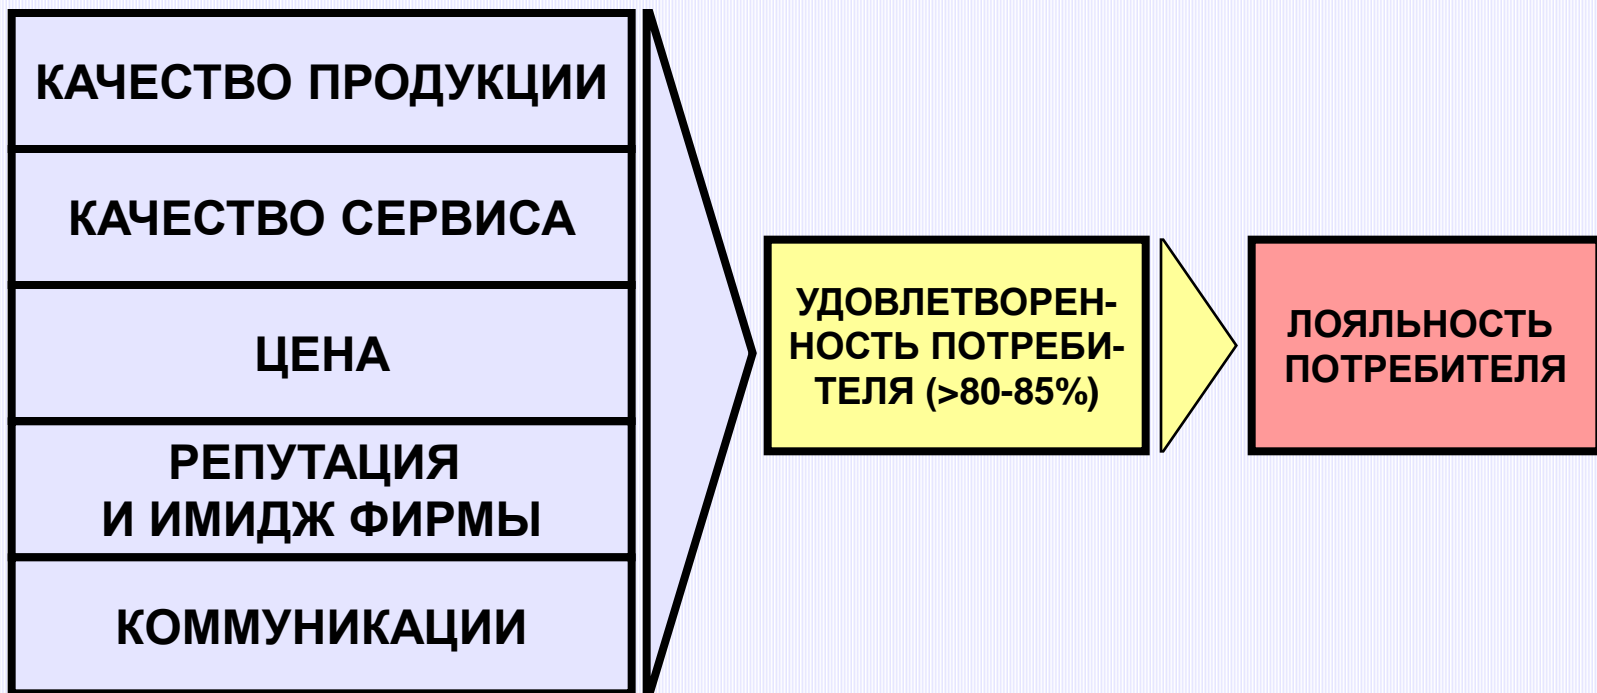 КАЧЕСТВО ПРОДУКЦИИ
КАЧЕСТВО СЕРВИСА
ЦЕНА
РЕПУТАЦИЯ
И ИМИДЖ ФИРМЫ
КОММУНИКАЦИИ
УДОВЛЕТВОРЕН-
НОСТЬ ПОТРЕБИ-
ТЕЛЯ (>80-85%)
ЛОЯЛЬНОСТЬ
ПОТРЕБИТЕЛЯ